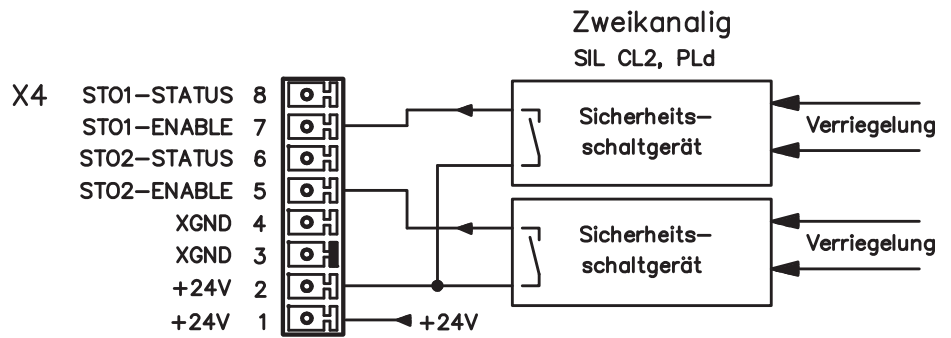 Zweikanalig
SIL CL2, PLd
X4
STO1–STATUS 8
STO1–ENABLE 7
STO2–STATUS 6
STO2–ENABLE 5
XGND 4
XGND 3
+24V 2
+24V 1
+24V
Sicherheits–
schaltgerät
Verriegelung
Sicherheits–
schaltgerät
Verriegelung